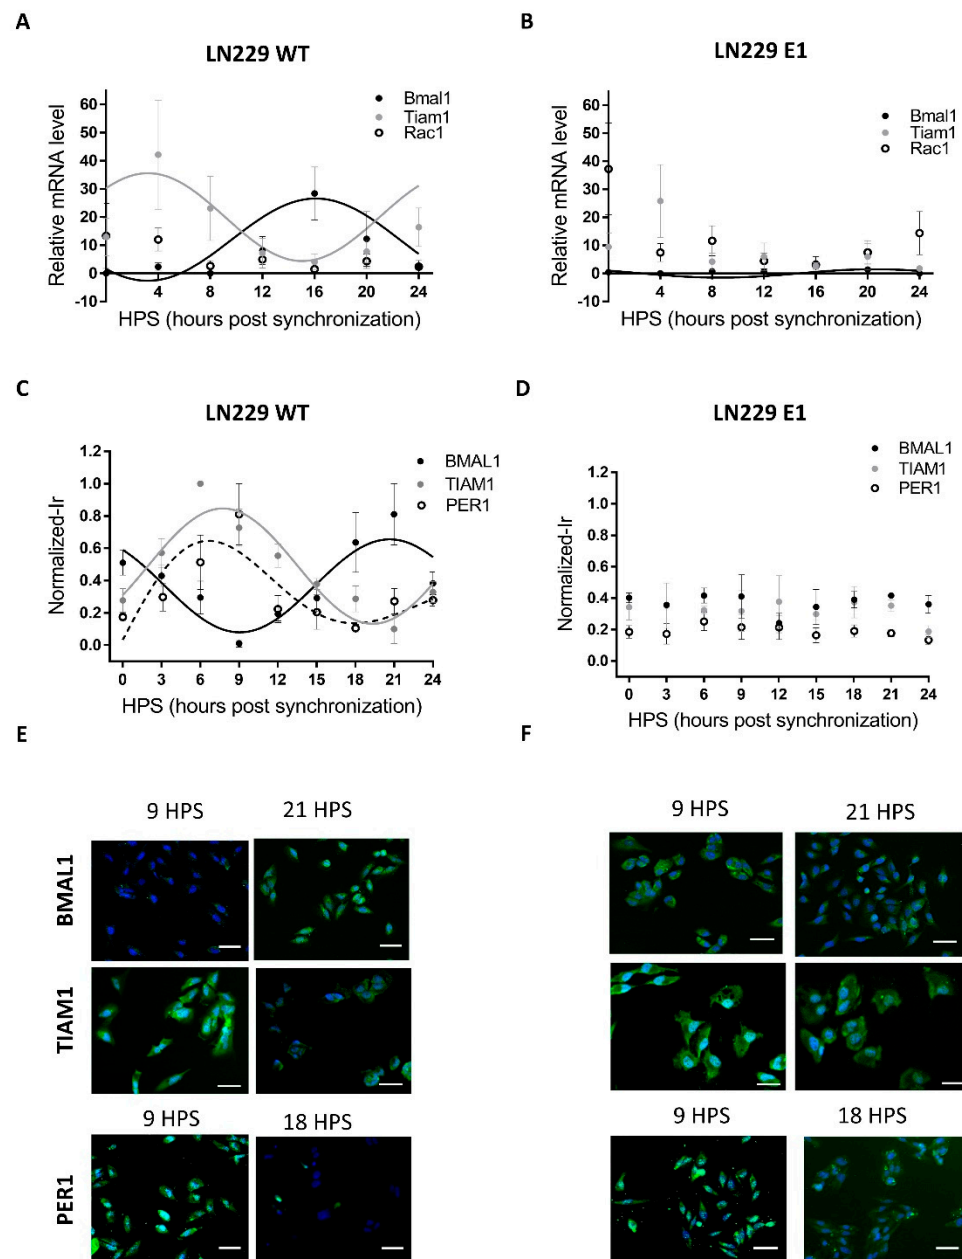 A
LN229 WT
Relative mRNA level
60
50
40
30
20
10
0
-10
4
8
12
16
20
24
HPS (hours post synchronization)
Bmal1
Tiam1
Rac1
B
LN229 E1
Relative mRNA level
60
50
40
30
20
10
0
-10
4
8
12
16
20
24
HPS (hours post synchronization)
Bmal1
Tiam1
Rac1
C
LN229 WT
Normalized-Ir
1.2
1.0
0.8
0.6
0.4
0.2
0.0
0
3
6
9
12
15
18
21
24
HPS (hours post synchronization)
BMAL1
TIAM1
PER1
D
LN229 E1
Normalized-Ir
1.2
1.0
0.8
0.6
0.4
0.2
0.0
0
3
6
9
12
15
18
21
24
HPS (hours post synchronization)
BMAL1
TIAM1
PER1
E
9 HPS
21 HPS
BMAL1
TIAM1
9 HPS
18 HPS
PER1
F
9 HPS
21 HPS
9 HPS
18 HPS